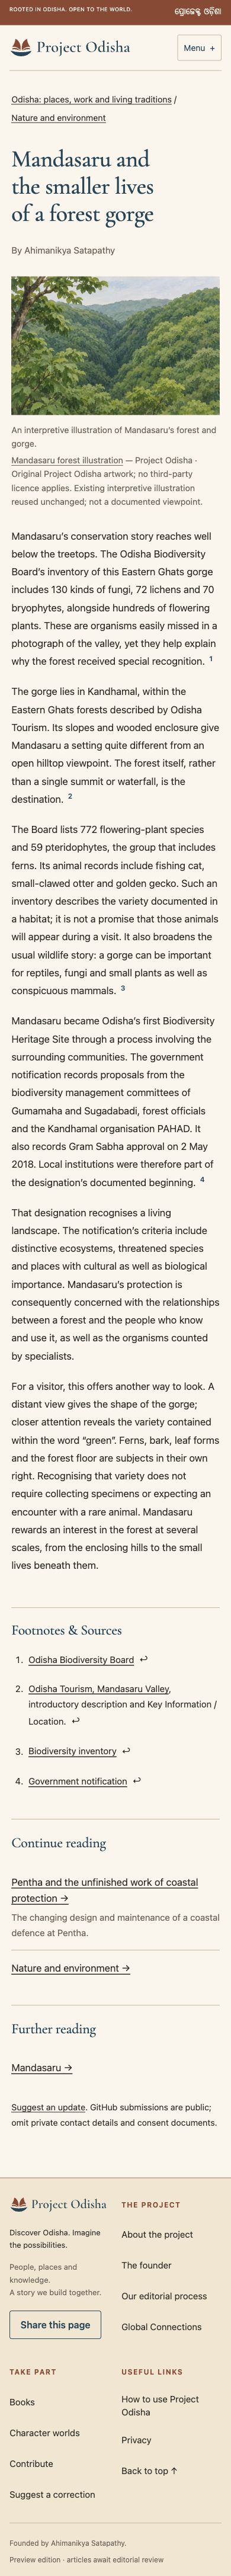 ROOTED IN ODISHA. OPEN TO THE WORLD.
ପ୍ରୋଜେକ୍ଟ ଓଡ଼ିଶା
Project Odisha
Menu +
Odisha: places, work and living traditions /
Nature and environment
Mandasaru and
the smaller lives
of a forest gorge
By Ahimanikya Satapathy
An interpretive illustration of Mandasaru’s forest and
gorge.
Mandasaru forest illustration — Project Odisha ·
Original Project Odisha artwork; no third-party
licence applies. Existing interpretive illustration
reused unchanged; not a documented viewpoint.
Mandasaru’s conservation story reaches well
below the treetops. The Odisha Biodiversity
Board’s inventory of this Eastern Ghats gorge
includes 130 kinds of fungi, 72 lichens and 70
bryophytes, alongside hundreds of flowering
plants. These are organisms easily missed in a
photograph of the valley, yet they help explain
why the forest received special recognition. 1
The gorge lies in Kandhamal, within the
Eastern Ghats forests described by Odisha
Tourism. Its slopes and wooded enclosure give
Mandasaru a setting quite different from an
open hilltop viewpoint. The forest itself, rather
than a single summit or waterfall, is the
destination. 2
The Board lists 772 flowering-plant species
and 59 pteridophytes, the group that includes
ferns. Its animal records include fishing cat,
small-clawed otter and golden gecko. Such an
inventory describes the variety documented in
a habitat; it is not a promise that those animals
will appear during a visit. It also broadens the
usual wildlife story: a gorge can be important
for reptiles, fungi and small plants as well as
conspicuous mammals. 3
Mandasaru became Odisha’s first Biodiversity
Heritage Site through a process involving the
surrounding communities. The government
notification records proposals from the
biodiversity management committees of
Gumamaha and Sugadabadi, forest officials
and the Kandhamal organisation PAHAD. It
also records Gram Sabha approval on 2 May
2018. Local institutions were therefore part of
the designation’s documented beginning. 4
That designation recognises a living
landscape. The notification’s criteria include
distinctive ecosystems, threatened species
and places with cultural as well as biological
importance. Mandasaru’s protection is
consequently concerned with the relationships
between a forest and the people who know
and use it, as well as the organisms counted
by specialists.
For a visitor, this offers another way to look. A
distant view gives the shape of the gorge;
closer attention reveals the variety contained
within the word “green”. Ferns, bark, leaf forms
and the forest floor are subjects in their own
right. Recognising that variety does not
require collecting specimens or expecting an
encounter with a rare animal. Mandasaru
rewards an interest in the forest at several
scales, from the enclosing hills to the small
lives beneath them.
Footnotes & Sources
1. Odisha Biodiversity Board ↩
2. Odisha Tourism, Mandasaru Valley,
introductory description and Key Information /
Location. ↩
3. Biodiversity inventory ↩
4. Government notification ↩
Continue reading
Pentha and the unfinished work of coastal
protection →
The changing design and maintenance of a coastal
defence at Pentha.
Nature and environment →
Further reading
Mandasaru →
Suggest an update. GitHub submissions are public;
omit private contact details and consent documents.
Project Odisha
Discover Odisha. Imagine
the possibilities.
People, places and
knowledge.
A story we build together.
Share this page
THE PROJECT
About the project
The founder
Our editorial process
Global Connections
TAKE PART
Books
Character worlds
Contribute
Suggest a correction
USEFUL LINKS
How to use Project
Odisha
Privacy
Back to top ↑
Founded by Ahimanikya Satapathy.
Preview edition · articles await editorial review